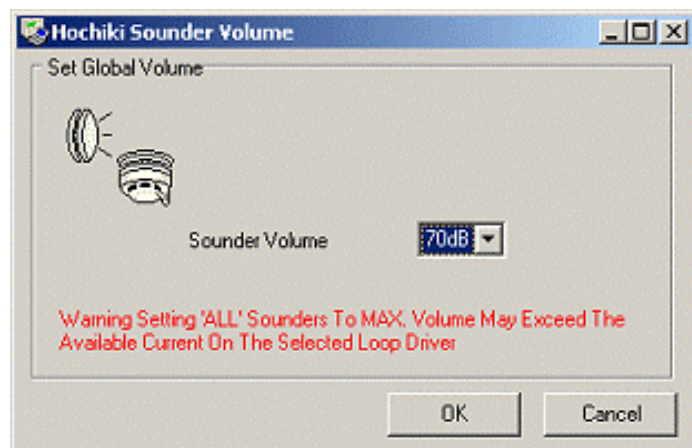 Hochiki Sounder Volume
Set Global Volume
Sounder Volume 70dB
Warning Setting 'ALL' Sounders To MAX. Volume May Exceed The
Available Current On The Selected Loop Driver
OK Cancel